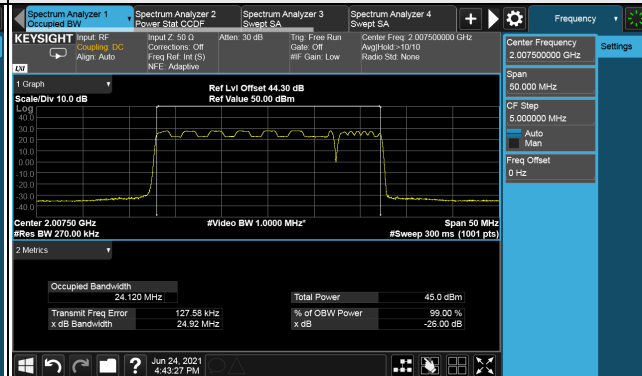 Spectrum Analyzer 1
Occupied BW
Spectrum Analyzer 2
Power Stat CCDF
Spectrum Analyzer 3
Swept SA
Spectrum Analyzer 4
Swept SA
Frequency
KEYSIGHT
Input: RF
Coupling: DC
Align: Auto
Input Z: 50 Ω
Corrections: Off
Freq Ref: Int (S)
NFE: Adaptive
Atten: 30 dB
Trig: Free Run
Gate: Off
#IF Gain: Low
Center Freq: 2.007500000 GHz
Avg|Hold:>10/10
Radio Std: None
LXI
Center Frequency
2.007500000 GHz
Settings
Span
50.000 MHz
CF Step
5.000000 MHz
Auto
Man
Freq Offset
0 Hz
1 Graph
Scale/Div 10.0 dB
Ref Lvl Offset 44.30 dB
Ref Value 50.00 dBm
Log
40.0
30.0
20.0
10.0
0.00
-10.0
-20.0
-30.0
-40.0
Center 2.00750 GHz
#Video BW 1.0000 MHz*
Span 50 MHz
#Res BW 270.00 kHz
#Sweep 300 ms (1001 pts)
2 Metrics
Occupied Bandwidth
24.120 MHz
Total Power
45.0 dBm
Transmit Freq Error
127.58 kHz
% of OBW Power
99.00 %
x dB Bandwidth
24.92 MHz
x dB
-26.00 dB
Jun 24, 2021
4:43:27 PM